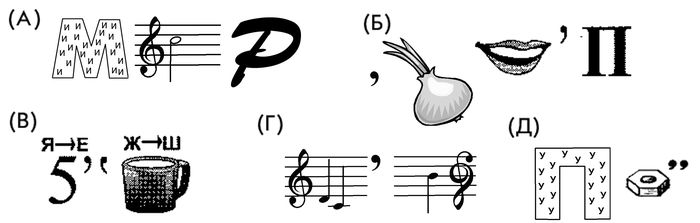 (А)
М И Р
(Б)
, ’ П
(В)
Я→Е Ж→Ш
5’‘
(Г)
’
(Д)
П У ”